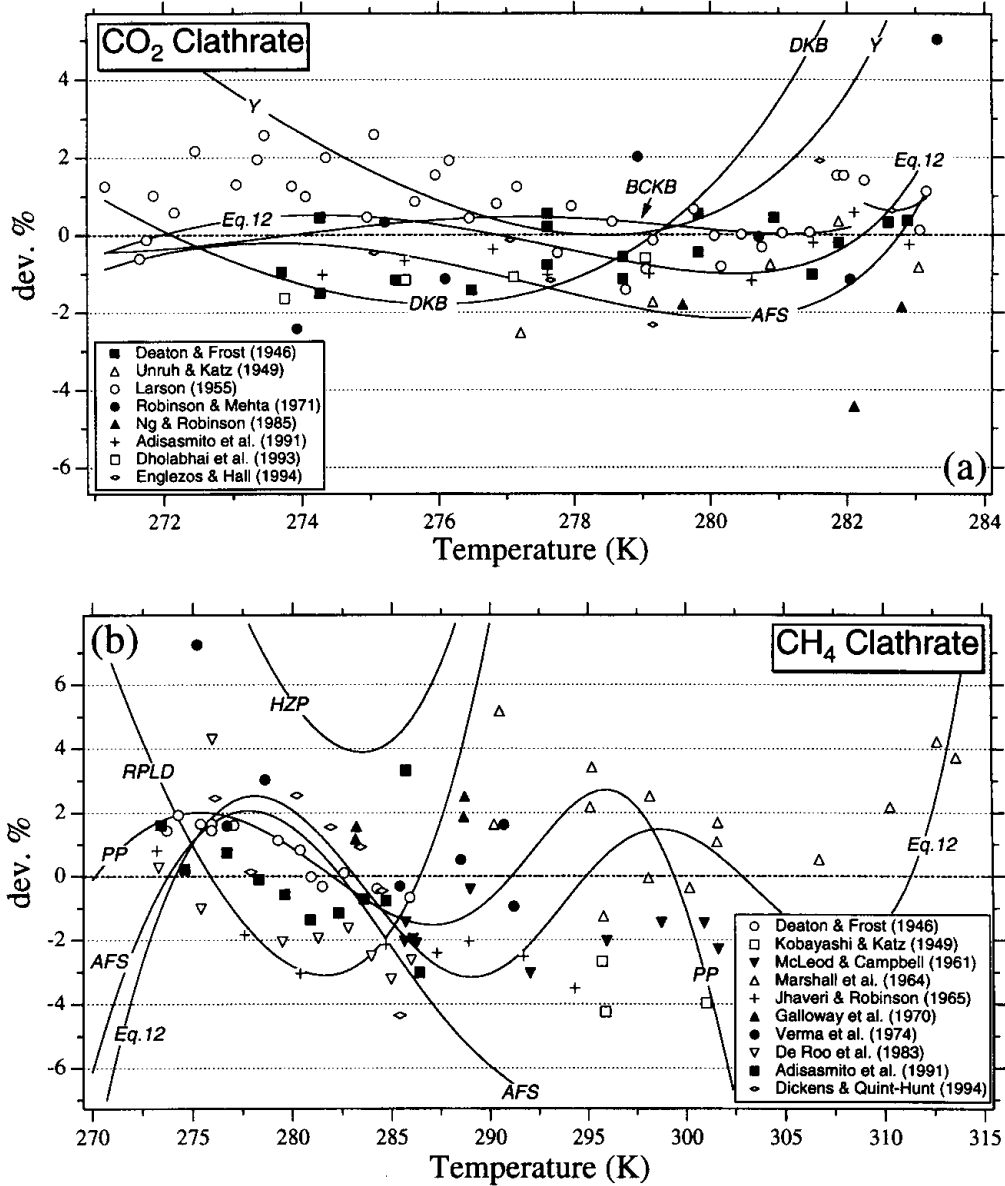 CO2 Clathrate
DKB
Y
Y
Eq.12
BCKB
Eq.12
DKB
AFS
4
2
0
-2
-4
-6
dev. %
■ Deaton & Frost (1946)
△ Unruh & Katz (1949)
○ Larson (1955)
● Robinson & Mehta (1971)
▲ Ng & Robinson (1985)
+ Adisasmito et al. (1991)
□ Dholabhai et al. (1993)
⬭ Englezos & Hall (1994)
(a)
272 274 276 278 280 282 284
Temperature (K)
(b)
CH4 Clathrate
HZP
RPLD
PP
AFS
Eq.12
Eq.12
PP
AFS
6
4
2
0
-2
-4
-6
dev. %
○ Deaton & Frost (1946)
□ Kobayashi & Katz (1949)
▼ McLeod & Campbell (1961)
△ Marshall et al. (1964)
+ Jhaveri & Robinson (1965)
▲ Galloway et al. (1970)
● Verma et al. (1974)
▽ De Roo et al. (1983)
■ Adisasmito et al. (1991)
⬭ Dickens & Quint-Hunt (1994)
270 275 280 285 290 295 300 305 310 315
Temperature (K)